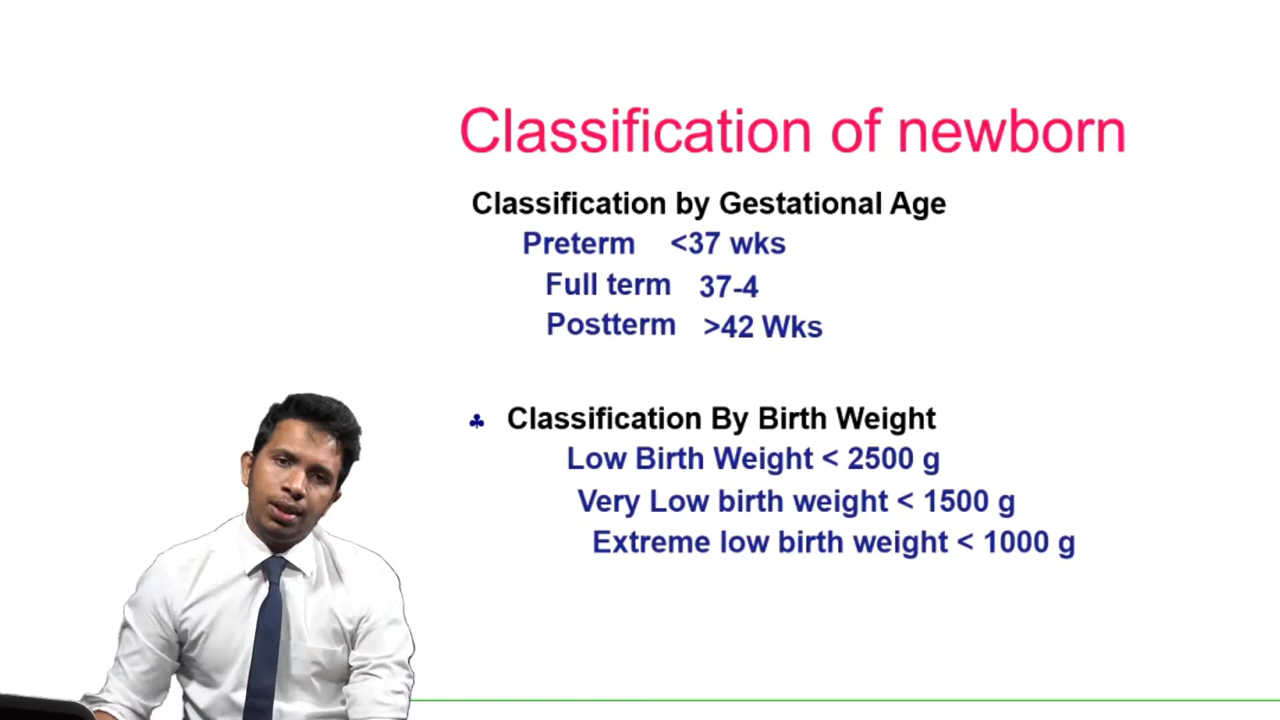 Classification of newborn
Classification by Gestational Age
Preterm <37 wks
Full term 37-4
Postterm >42 Wks
♣ Classification By Birth Weight
Low Birth Weight < 2500 g
Very Low birth weight < 1500 g
Extreme low birth weight < 1000 g